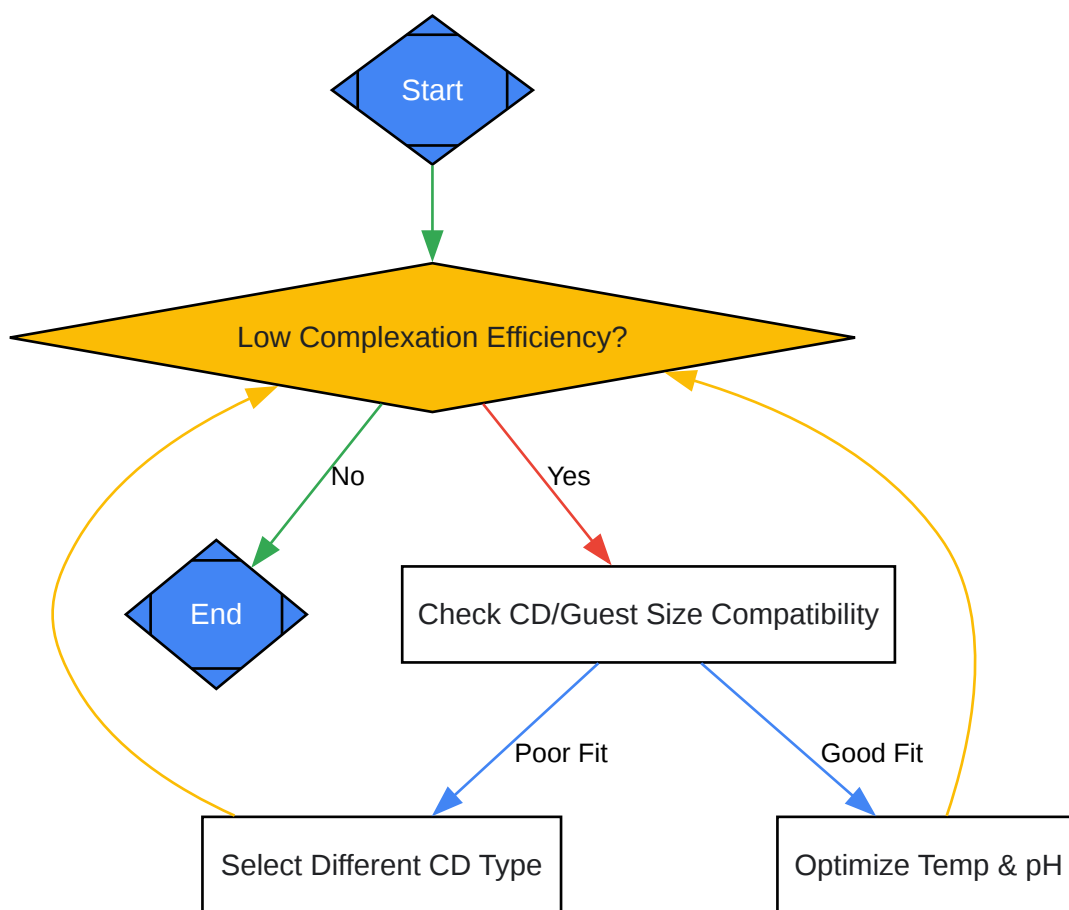 Start
Low Complexation Efficiency?
No
Yes
End
Check CD/Guest Size Compatibility
Poor Fit
Good Fit
Select Different CD Type
Optimize Temp & pH